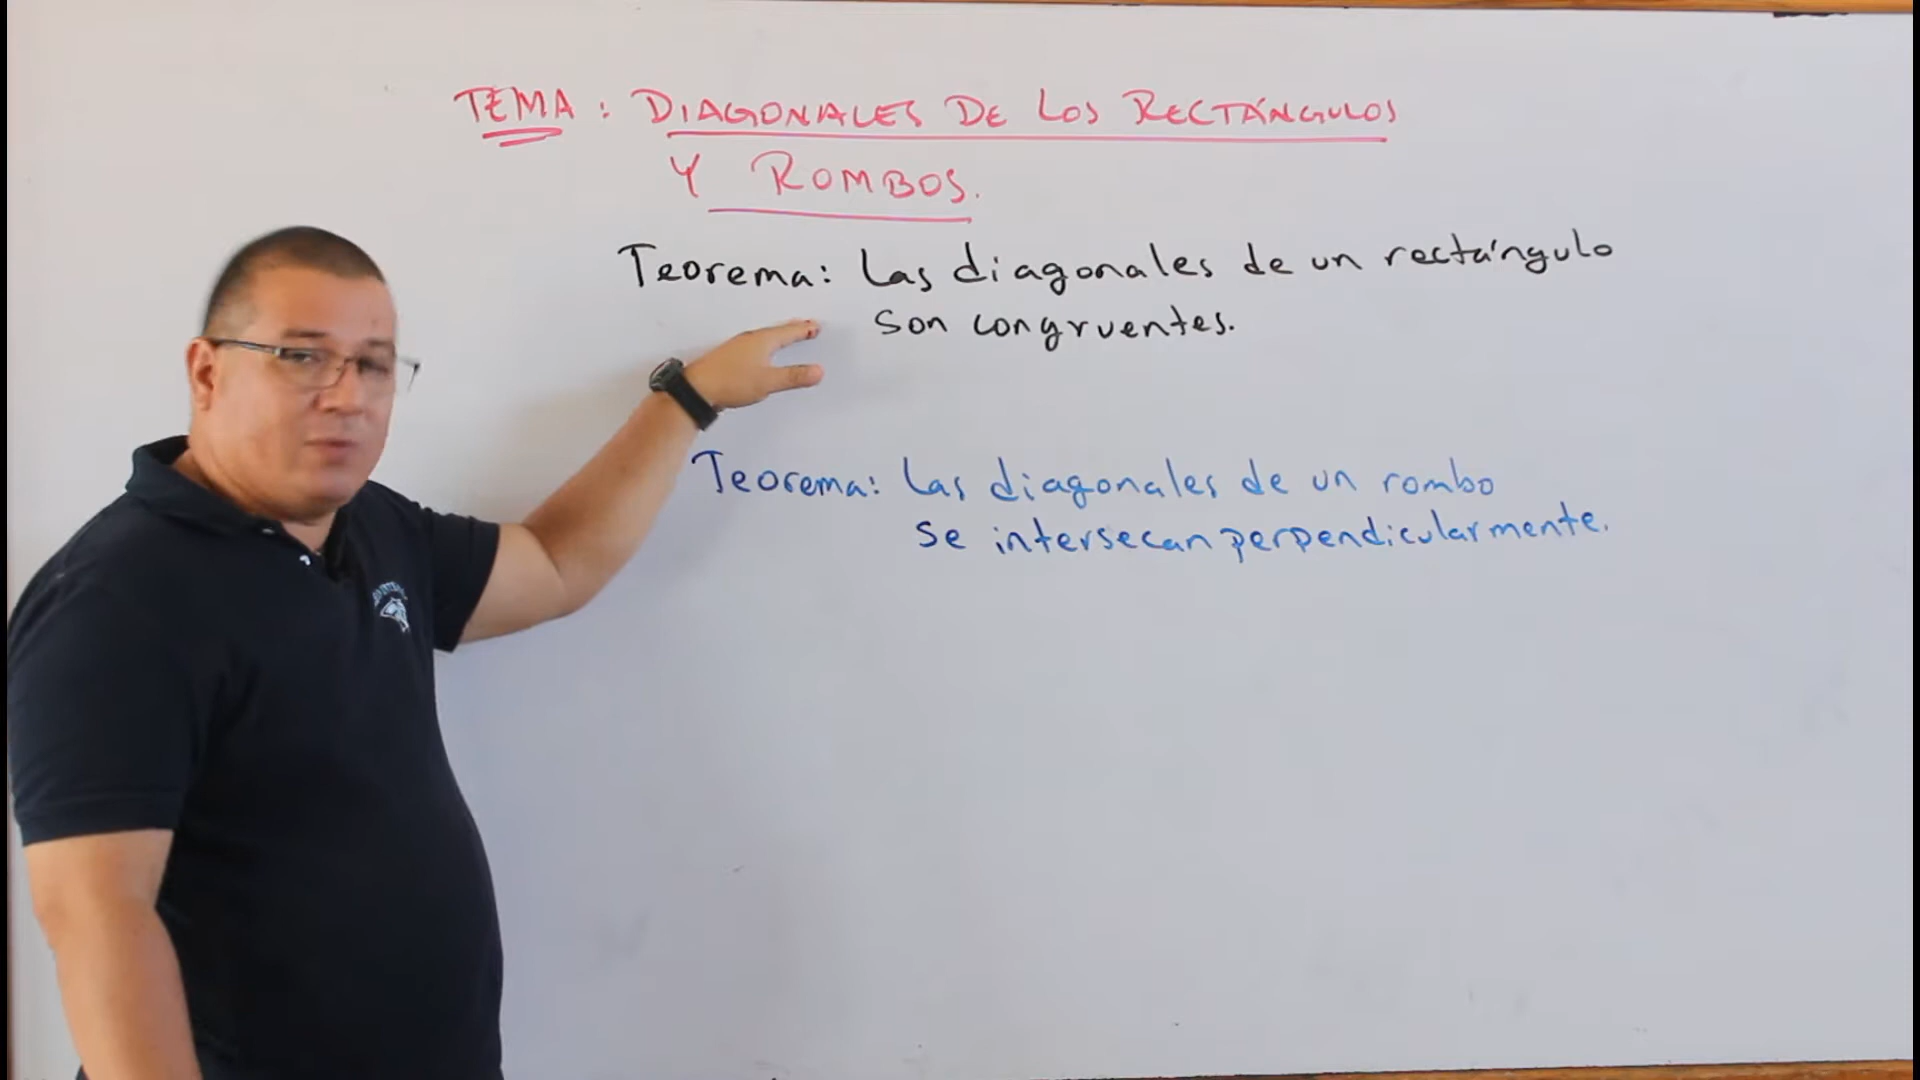 TEMA: DIAGONALES DE LOS RECTÁNGULOS
Y ROMBOS.
Teorema: Las diagonales de un rectángulo
son congruentes.
Teorema: Las diagonales de un rombo
se intersecan perpendicularmente.